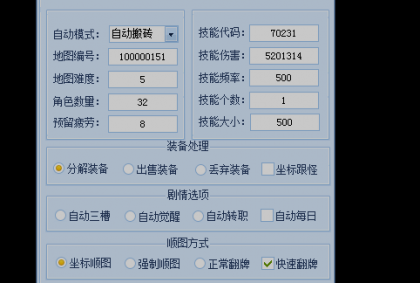 自动模式: 自动搬砖 技能代码: 70231
地图编号: 100000151 技能伤害: 5201314
地图难度: 5 技能频率: 500
角色数量: 32 技能个数: 1
预留疲劳: 8 技能大小: 500
装备处理
分解装备 出售装备 丢弃装备 坐标跟怪
剧情选项
自动三槽 自动觉醒 自动转职 自动每日
顺图方式
坐标顺图 强制顺图 正常翻牌 快速翻牌